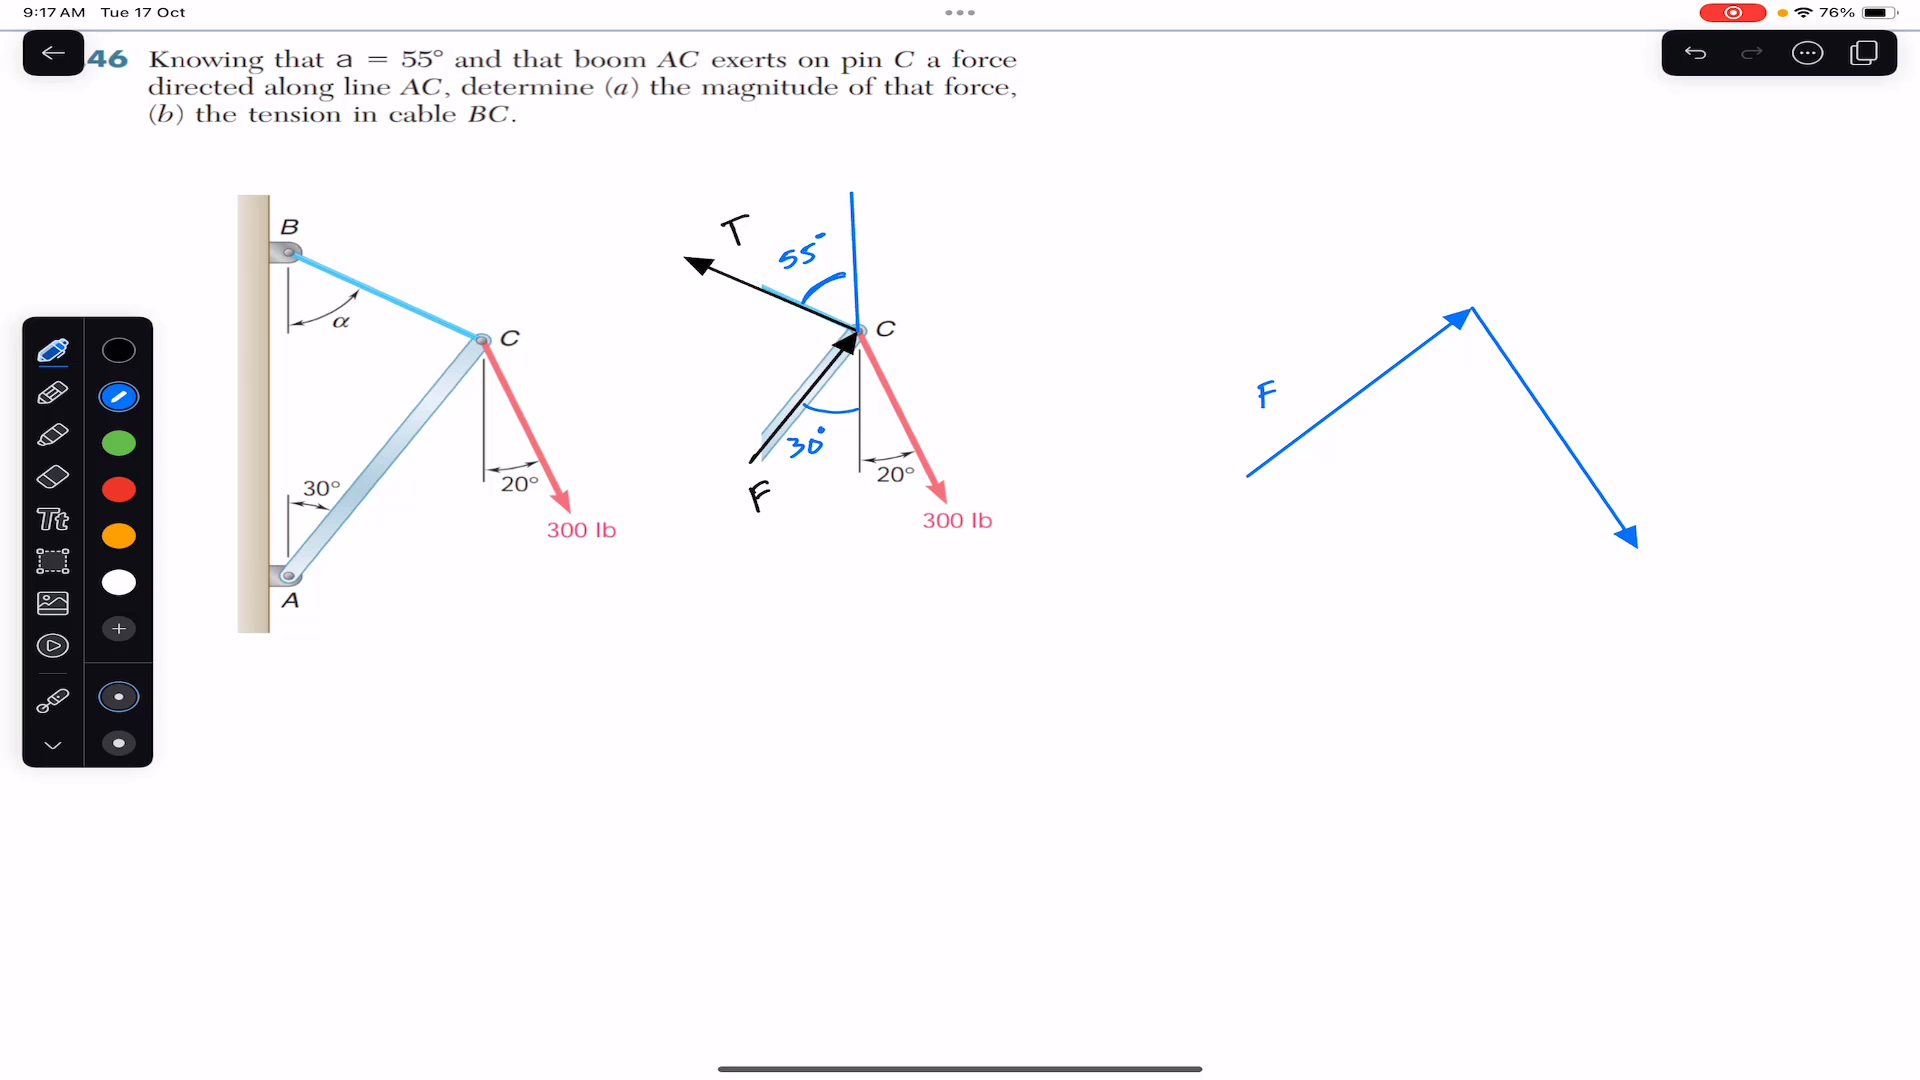 9:17 AM Tue 17 Oct
76%
46 Knowing that a = 55° and that boom AC exerts on pin C a force
directed along line AC, determine (a) the magnitude of that force,
(b) the tension in cable BC.
B
α
C
30°
20°
300 lb
A
T
55°
C
30°
20°
F
300 lb
F
Tt